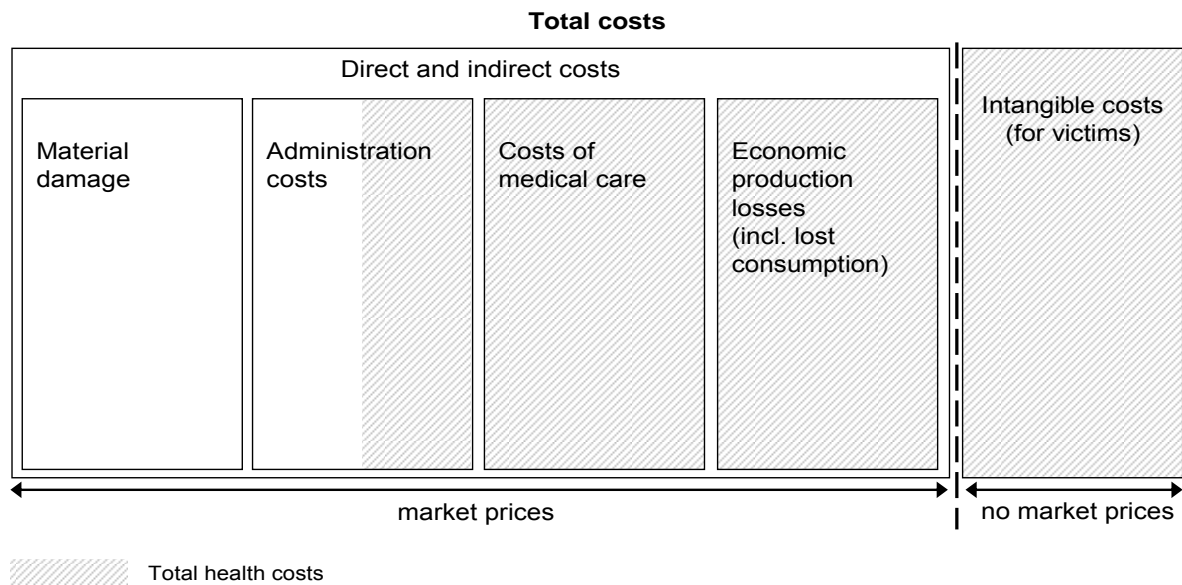 Total costs
Direct and indirect costs
Material
damage
Administration
costs
Costs of
medical care
Economic
production
losses
(incl. lost
consumption)
Intangible costs
(for victims)
market prices
no market prices
Total health costs